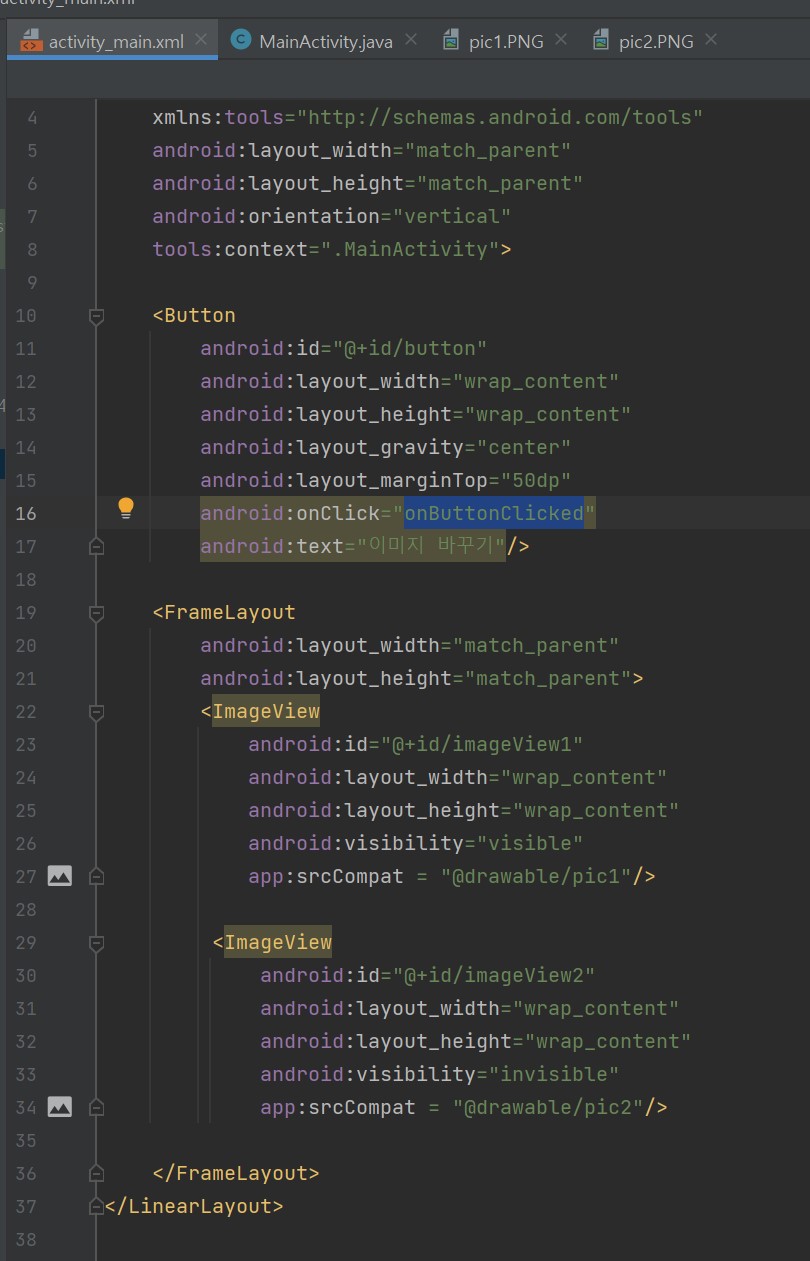 activity_main.xml
activity_main.xml MainActivity.java pic1.PNG pic2.PNG
4 xmlns:tools="http://schemas.android.com/tools"
5 android:layout_width="match_parent"
6 android:layout_height="match_parent"
7 android:orientation="vertical"
8 tools:context=".MainActivity">
9
10 <Button
11 android:id="@+id/button"
12 android:layout_width="wrap_content"
13 android:layout_height="wrap_content"
14 android:layout_gravity="center"
15 android:layout_marginTop="50dp"
16 android:onClick="onButtonClicked"
17 android:text="이미지 바꾸기"/>
18
19 <FrameLayout
20 android:layout_width="match_parent"
21 android:layout_height="match_parent">
22 <ImageView
23 android:id="@+id/imageView1"
24 android:layout_width="wrap_content"
25 android:layout_height="wrap_content"
26 android:visibility="visible"
27 app:srcCompat = "@drawable/pic1"/>
28
29 <ImageView
30 android:id="@+id/imageView2"
31 android:layout_width="wrap_content"
32 android:layout_height="wrap_content"
33 android:visibility="invisible"
34 app:srcCompat = "@drawable/pic2"/>
35
36 </FrameLayout>
37 </LinearLayout>
38